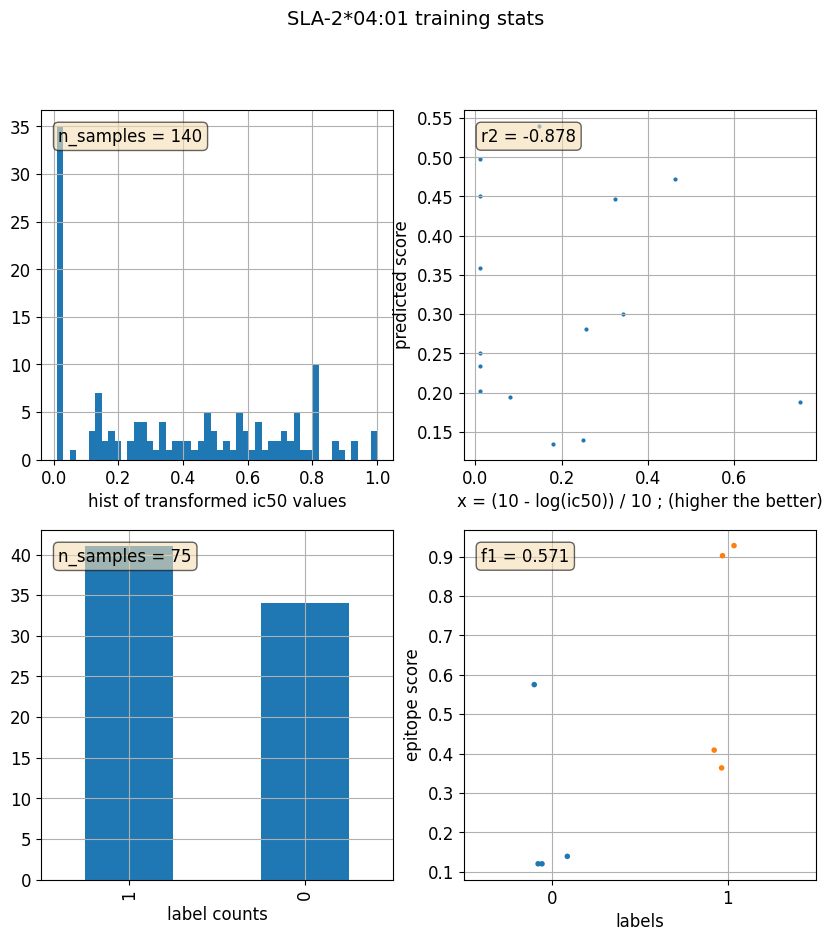 SLA-2*04:01 training stats
n_samples = 140
35
30
25
20
15
10
5
0
0.0 0.2 0.4 0.6 0.8 1.0
hist of transformed ic50 values
r2 = -0.878
predicted score
0.55
0.50
0.45
0.40
0.35
0.30
0.25
0.20
0.15
0.0 0.2 0.4 0.6
x = (10 - log(ic50)) / 10 ; (higher the better)
n_samples = 75
40
35
30
25
20
15
10
5
0
1 0
label counts
f1 = 0.571
epitope score
0.9
0.8
0.7
0.6
0.5
0.4
0.3
0.2
0.1
0 1
labels